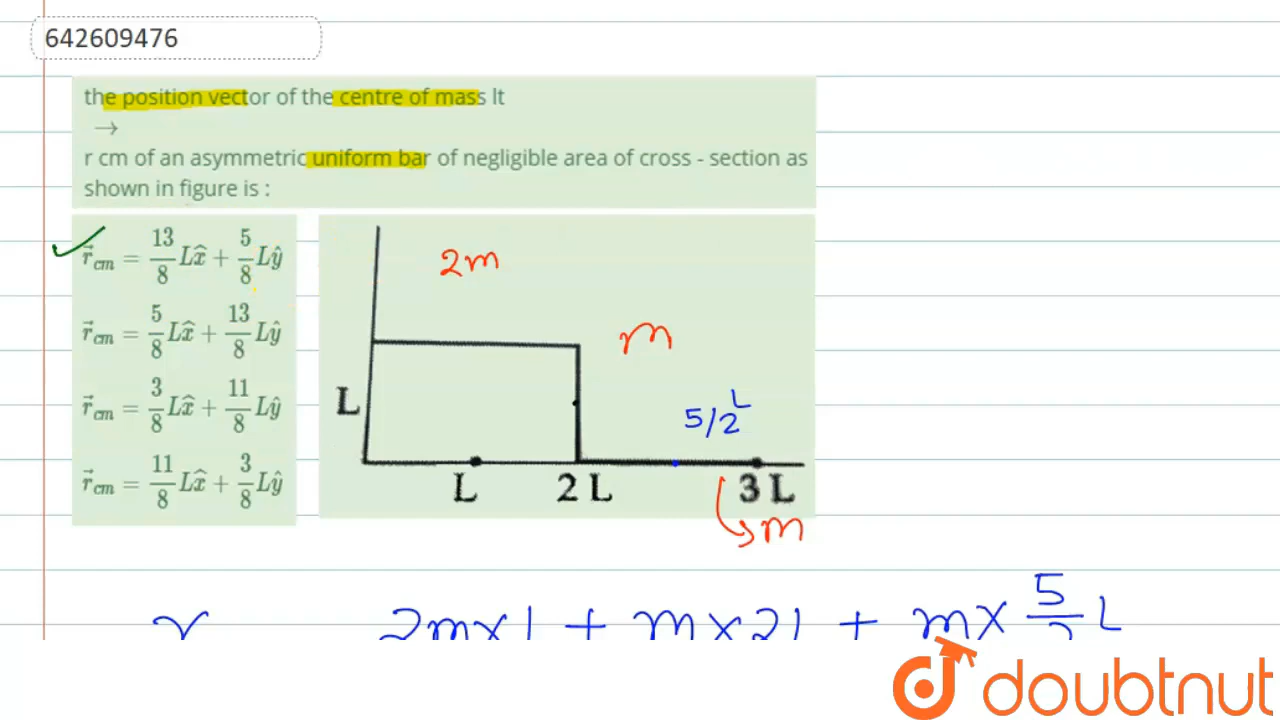 642609476
the position vector of the centre of mass lt
→
r cm of an asymmetric uniform bar of negligible area of cross - section as
shown in figure is :
r⃗cm = 13/8 Lx̂ + 5/8 Lŷ
r⃗cm = 5/8 Lx̂ + 13/8 Lŷ
r⃗cm = 3/8 Lx̂ + 11/8 Lŷ
r⃗cm = 11/8 Lx̂ + 3/8 Lŷ
2m
m
L
5/2 L
L 2 L 3 L
m
2m×1 + m×21 + m× 5/2 L
doubtnut